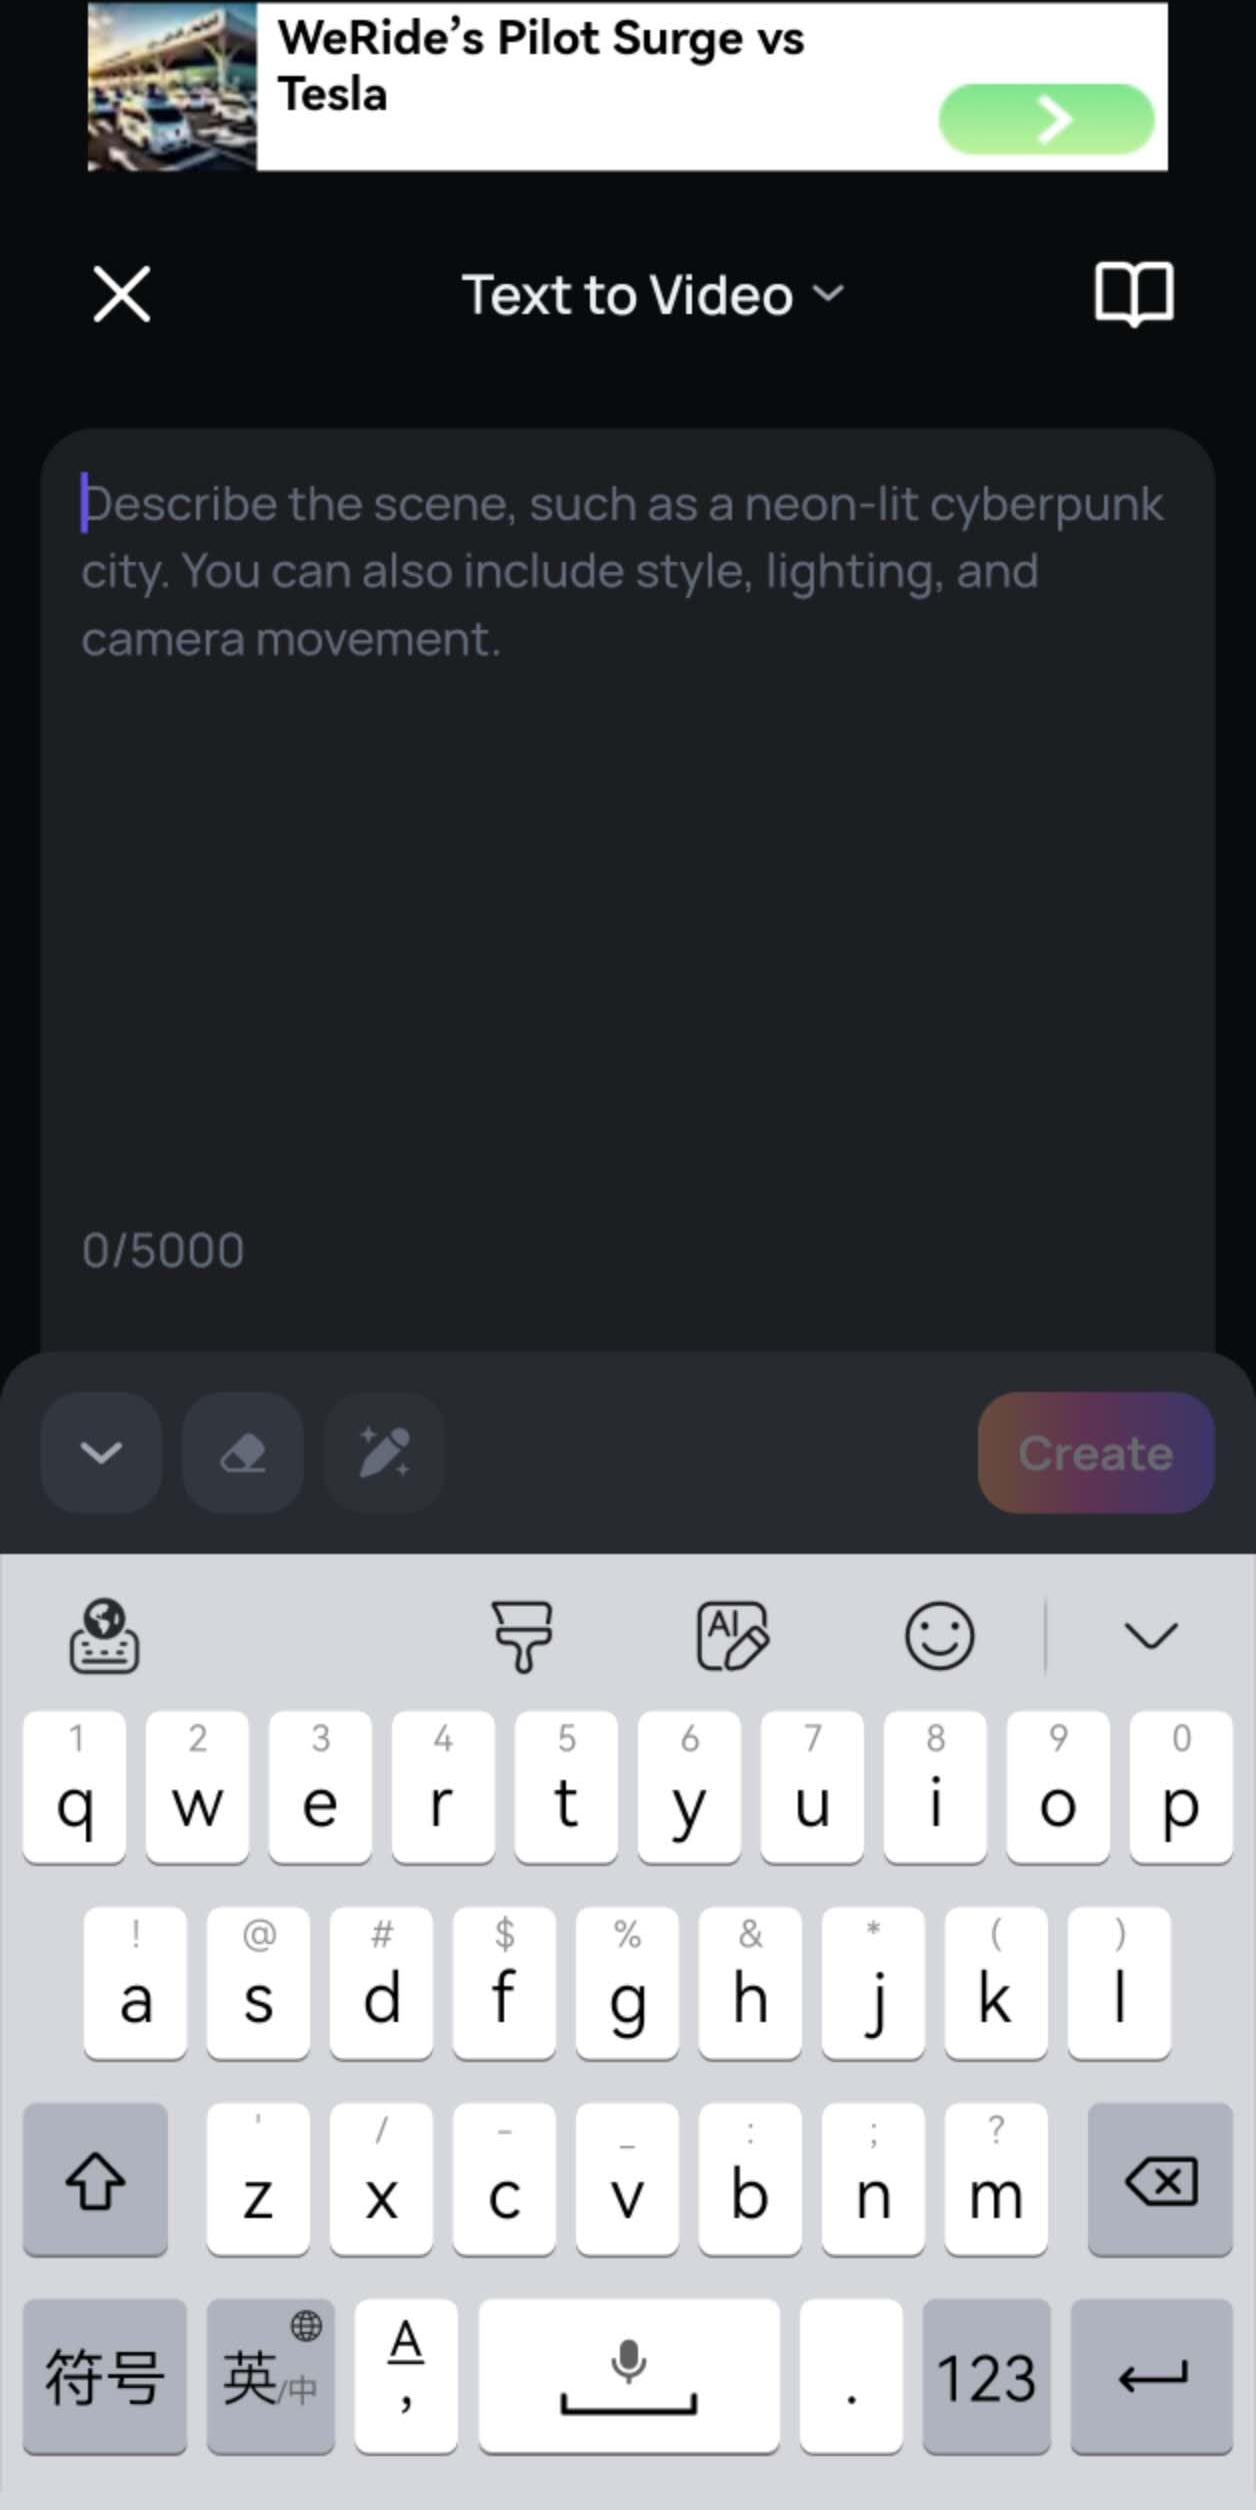 WeRide’s Pilot Surge vs
Tesla
Text to Video
Describe the scene, such as a neon-lit cyberpunk
city. You can also include style, lighting, and
camera movement.
0/5000
Create
AI
1 2 3 4 5 6 7 8 9 0
q w e r t y u i o p
! @ # $ % & * ( )
a s d f g h j k l
' / - _ : ; ?
z x c v b n m
符号 英/中 A , . 123